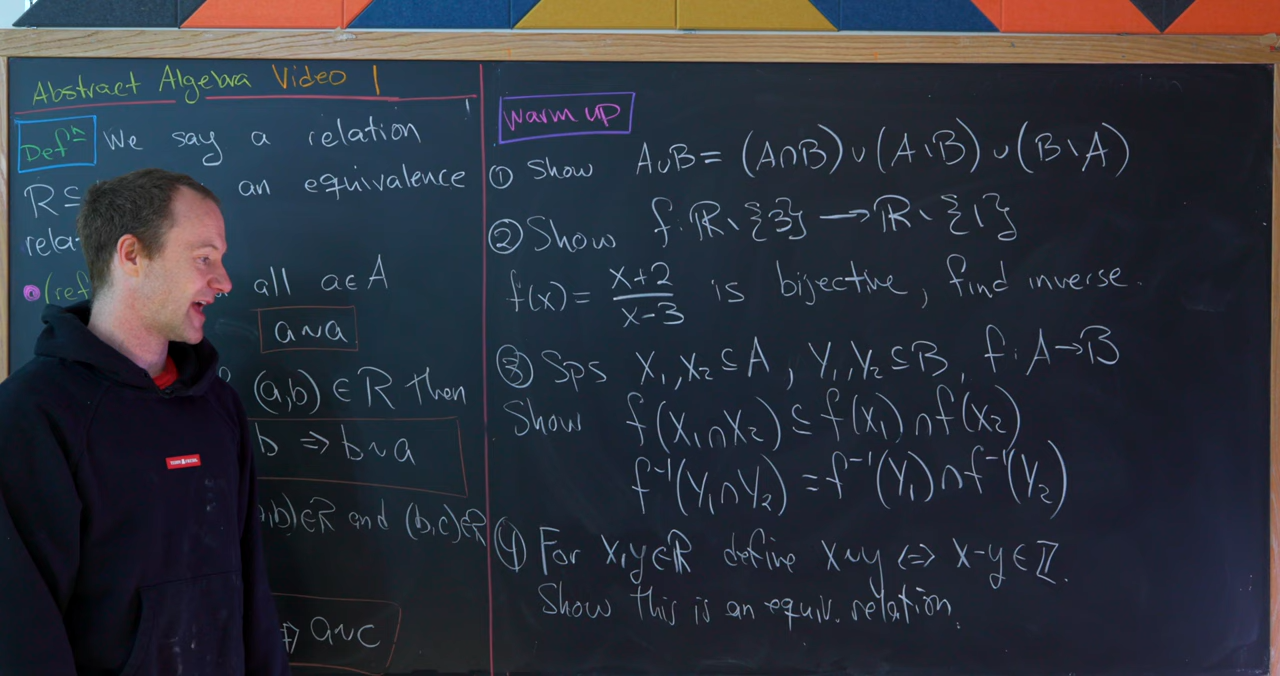 Abstract Algebra Video 1
Defⁿ We say a relation
R ⊆ an equivalence
rela
(ref all a∈A
a~a
(a,b) ∈ R then
b ⇒ b~a
a,b)∈R and (b,c)∈R
⇒ a~c
Warm up
① Show A∪B = (A∩B) ∪ (A∖B) ∪ (B∖A)
② Show f: ℝ∖{3} → ℝ∖{1}
f(x) = (x+2)/(x-3) is bijective, find inverse.
③ Sps X₁,X₂ ⊆ A, Y₁,Y₂ ⊆ B, f: A→B
Show f(X₁∩X₂) ⊆ f(X₁)∩f(X₂)
f⁻¹(Y₁∩Y₂) = f⁻¹(Y₁)∩f⁻¹(Y₂)
④ For x,y∈ℝ define x~y ⇔ x-y∈ℤ.
Show this is an equiv. relation.